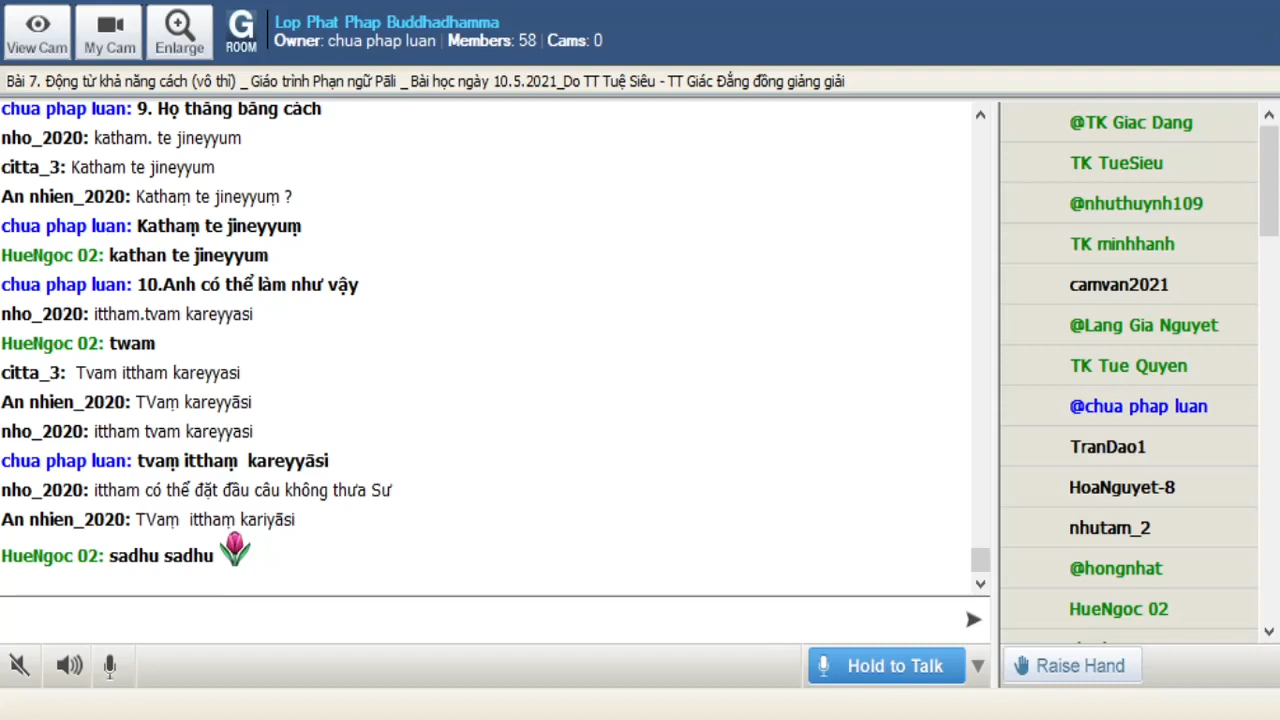 View Cam
My Cam
Enlarge
G
ROOM
Lop Phat Phap Buddhadhamma
Owner: chua phap luan | Members: 58 | Cams: 0
Bài 7. Động từ khả năng cách (vô thì) _ Giáo trình Phạn ngữ Pāli _ Bài học ngày 10.5.2021_Do TT Tuệ Siêu - TT Giác Đẳng đồng giảng giải
chua phap luan: 9. Họ thắng bằng cách
nho_2020: katham. te jineyyum
citta_3: Katham te jineyyum
An nhien_2020: Kathaṃ te jineyyuṃ ?
chua phap luan: Kathaṃ te jineyyuṃ
HueNgoc 02: kathan te jineyyum
chua phap luan: 10.Anh có thể làm như vậy
nho_2020: ittham.tvam kareyyasi
HueNgoc 02: twam
citta_3: Tvam ittham kareyyasi
An nhien_2020: TVaṃ kareyyāsi
nho_2020: ittham tvam kareyyasi
chua phap luan: tvaṃ itthaṃ kareyyāsi
nho_2020: ittham có thể đặt đầu câu không thưa Sư
An nhien_2020: TVaṃ itthaṃ kariyāsi
HueNgoc 02: sadhu sadhu
@TK Giac Dang
TK TueSieu
@nhuthuynh109
TK minhhanh
camvan2021
@Lang Gia Nguyet
TK Tue Quyen
@chua phap luan
TranDao1
HoaNguyet-8
nhutam_2
@hongnhat
HueNgoc 02
Hold to Talk
Raise Hand